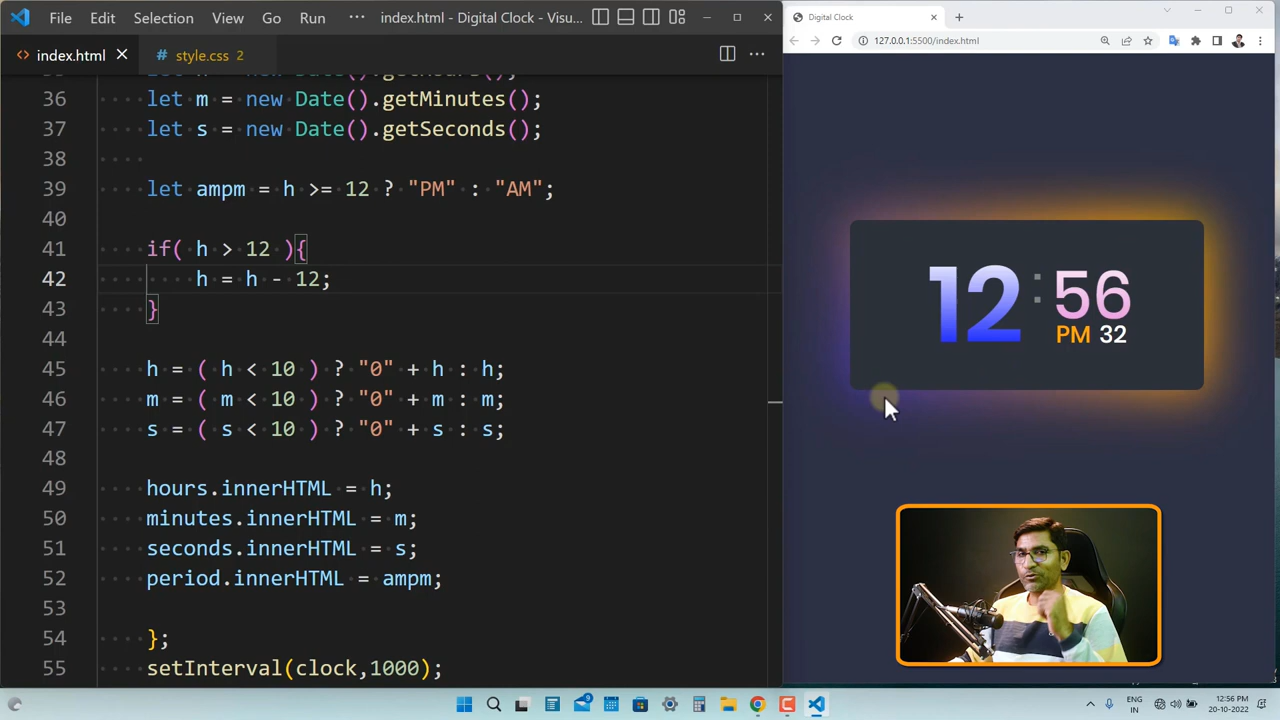 File Edit Selection View Go Run ··· index.html - Digital Clock - Visu...
index.html
style.css 2
36 let m = new Date().getMinutes();
37 let s = new Date().getSeconds();
38
39 let ampm = h >= 12 ? "PM" : "AM";
40
41 if( h > 12 ){
42 h = h - 12;
43 }
44
45 h = ( h < 10 ) ? "0" + h : h;
46 m = ( m < 10 ) ? "0" + m : m;
47 s = ( s < 10 ) ? "0" + s : s;
48
49 hours.innerHTML = h;
50 minutes.innerHTML = m;
51 seconds.innerHTML = s;
52 period.innerHTML = ampm;
53
54 };
55 setInterval(clock,1000);
Digital Clock
127.0.0.1:5500/index.html
12 : 56
PM 32
ENG
IN
12:56 PM
20-10-2022